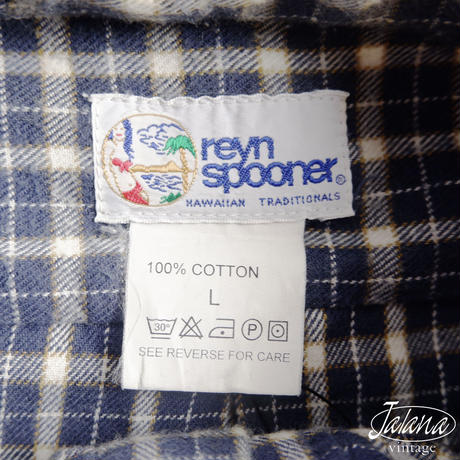 reyn
spooner®
HAWAIIAN TRADITIONALS
100% COTTON
L
30°
P
SEE REVERSE FOR CARE
Jalana
vintage